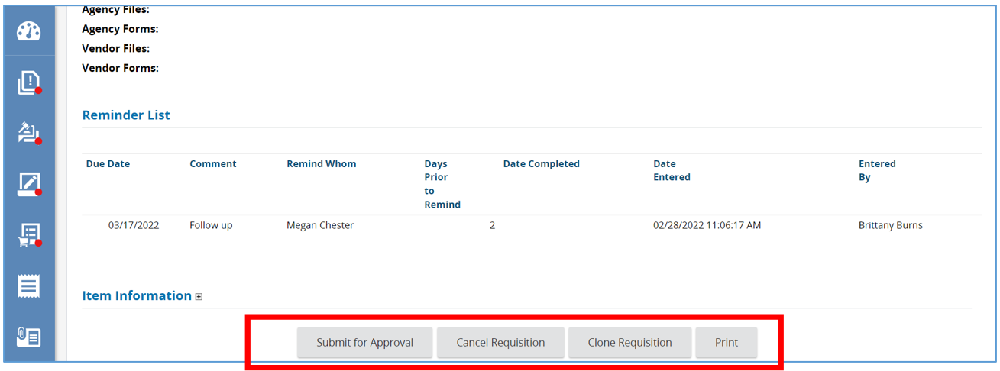 Agency Files:
Agency Forms:
Vendor Files:
Vendor Forms:
Reminder List
Due Date Comment Remind Whom Days Date Completed Date Entered
Prior Entered By
to
Remind
03/17/2022 Follow up Megan Chester 2 02/28/2022 11:06:17 AM Brittany Burns
Item Information
Submit for Approval Cancel Requisition Clone Requisition Print